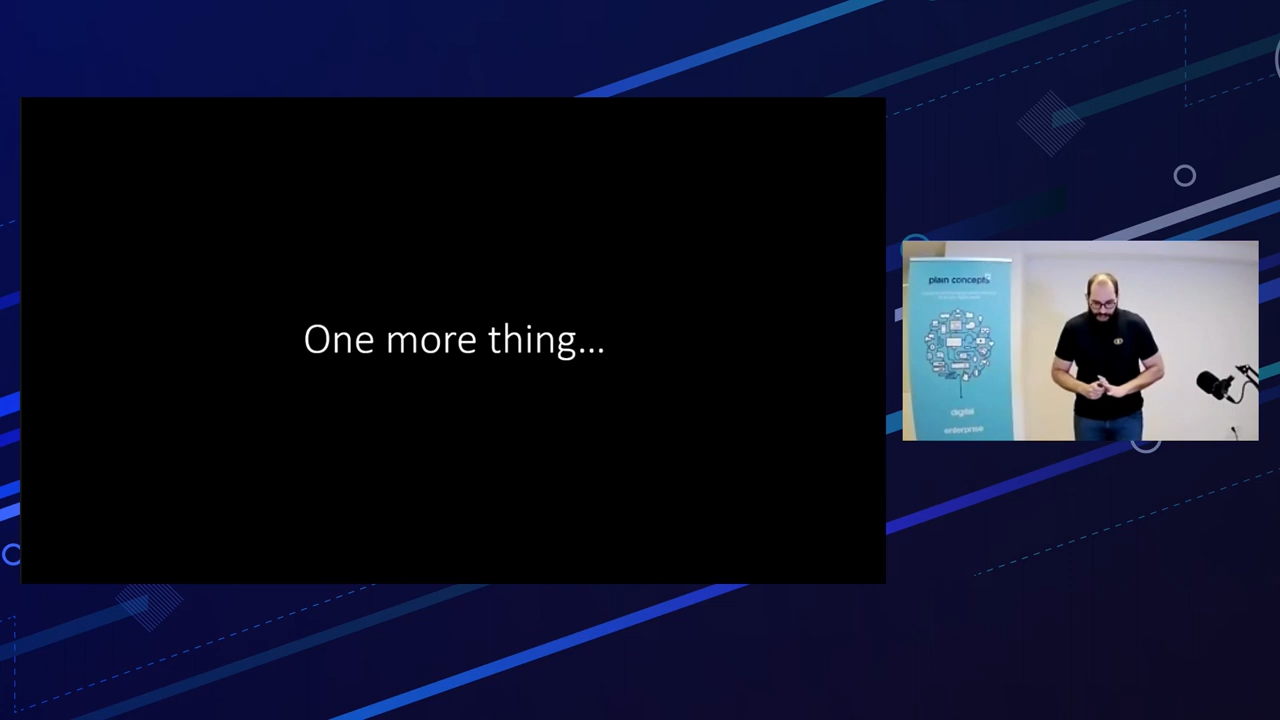 One more thing...
plain concepts
digital
enterprise